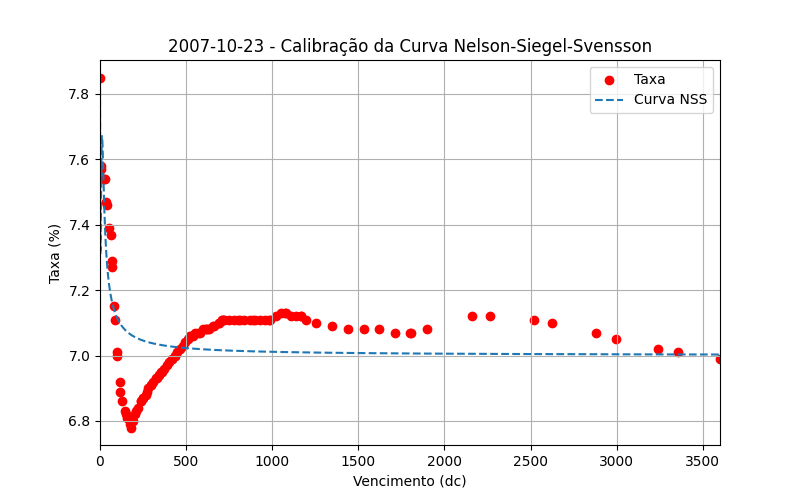 2007-10-23 - Calibração da Curva Nelson-Siegel-Svensson
Taxa
Curva NSS
Taxa (%)
7.8
7.6
7.4
7.2
7.0
6.8
0 500 1000 1500 2000 2500 3000 3500
Vencimento (dc)